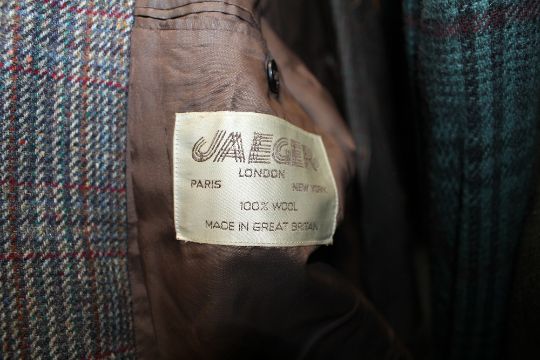 JAEGER
LONDON
PARIS NEW YORK
100% WOOL
MADE IN GREAT BRITAIN